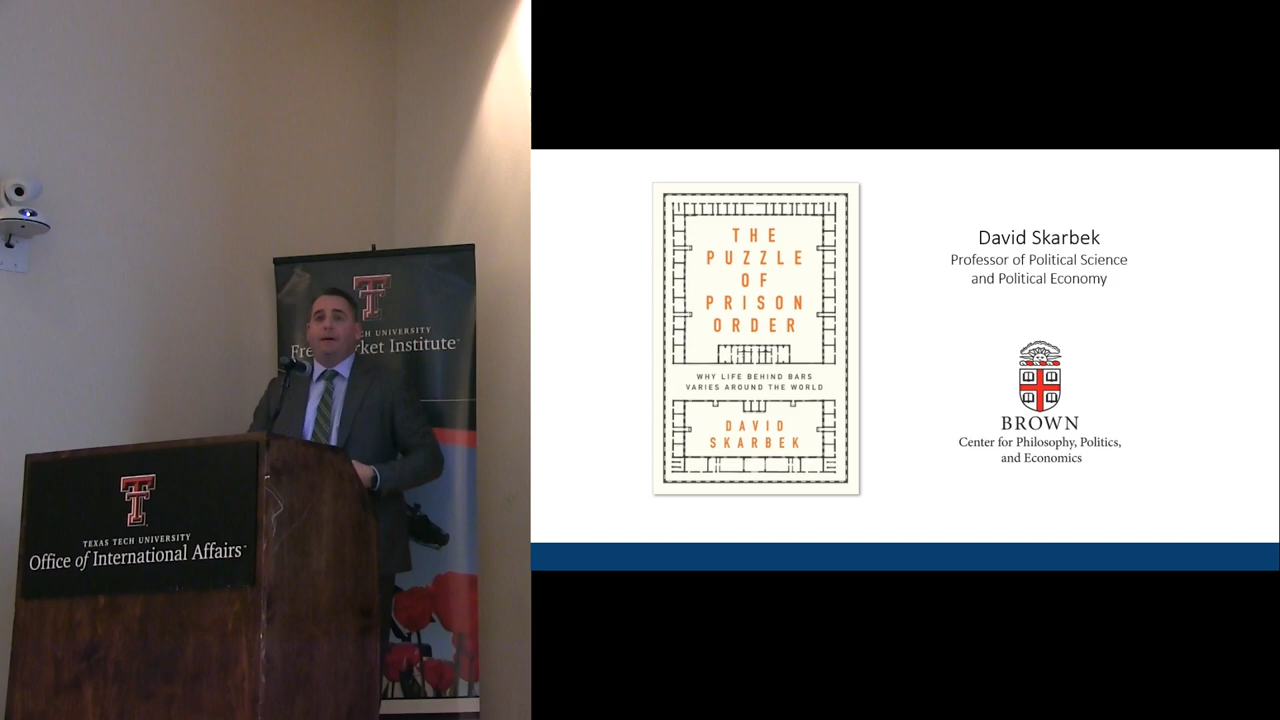 TECH UNIVERSITY
Free Market Institute
TEXAS TECH UNIVERSITY
Office of International Affairs
THE
PUZZLE
OF
PRISON
ORDER
WHY LIFE BEHIND BARS
VARIES AROUND THE WORLD
DAVID
SKARBEK
David Skarbek
Professor of Political Science
and Political Economy
BROWN
Center for Philosophy, Politics,
and Economics